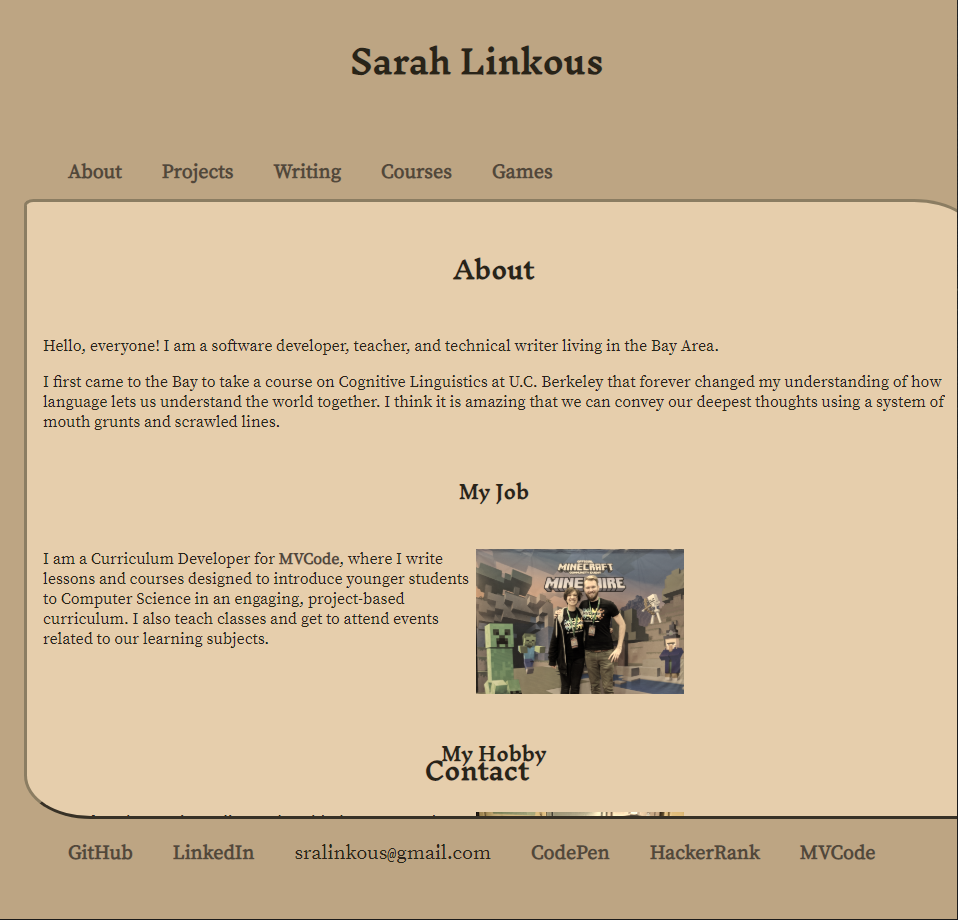 Sarah Linkous
About Projects Writing Courses Games
About
Hello, everyone! I am a software developer, teacher, and technical writer living in the Bay Area.
I first came to the Bay to take a course on Cognitive Linguistics at U.C. Berkeley that forever changed my understanding of how
language lets us understand the world together. I think it is amazing that we can convey our deepest thoughts using a system of
mouth grunts and scrawled lines.
My Job
I am a Curriculum Developer for MVCode, where I write
lessons and courses designed to introduce younger students
to Computer Science in an engaging, project-based
curriculum. I also teach classes and get to attend events
related to our learning subjects.
MINECRAFT
My Hobby
Contact
GitHub LinkedIn sralinkous@gmail.com CodePen HackerRank MVCode